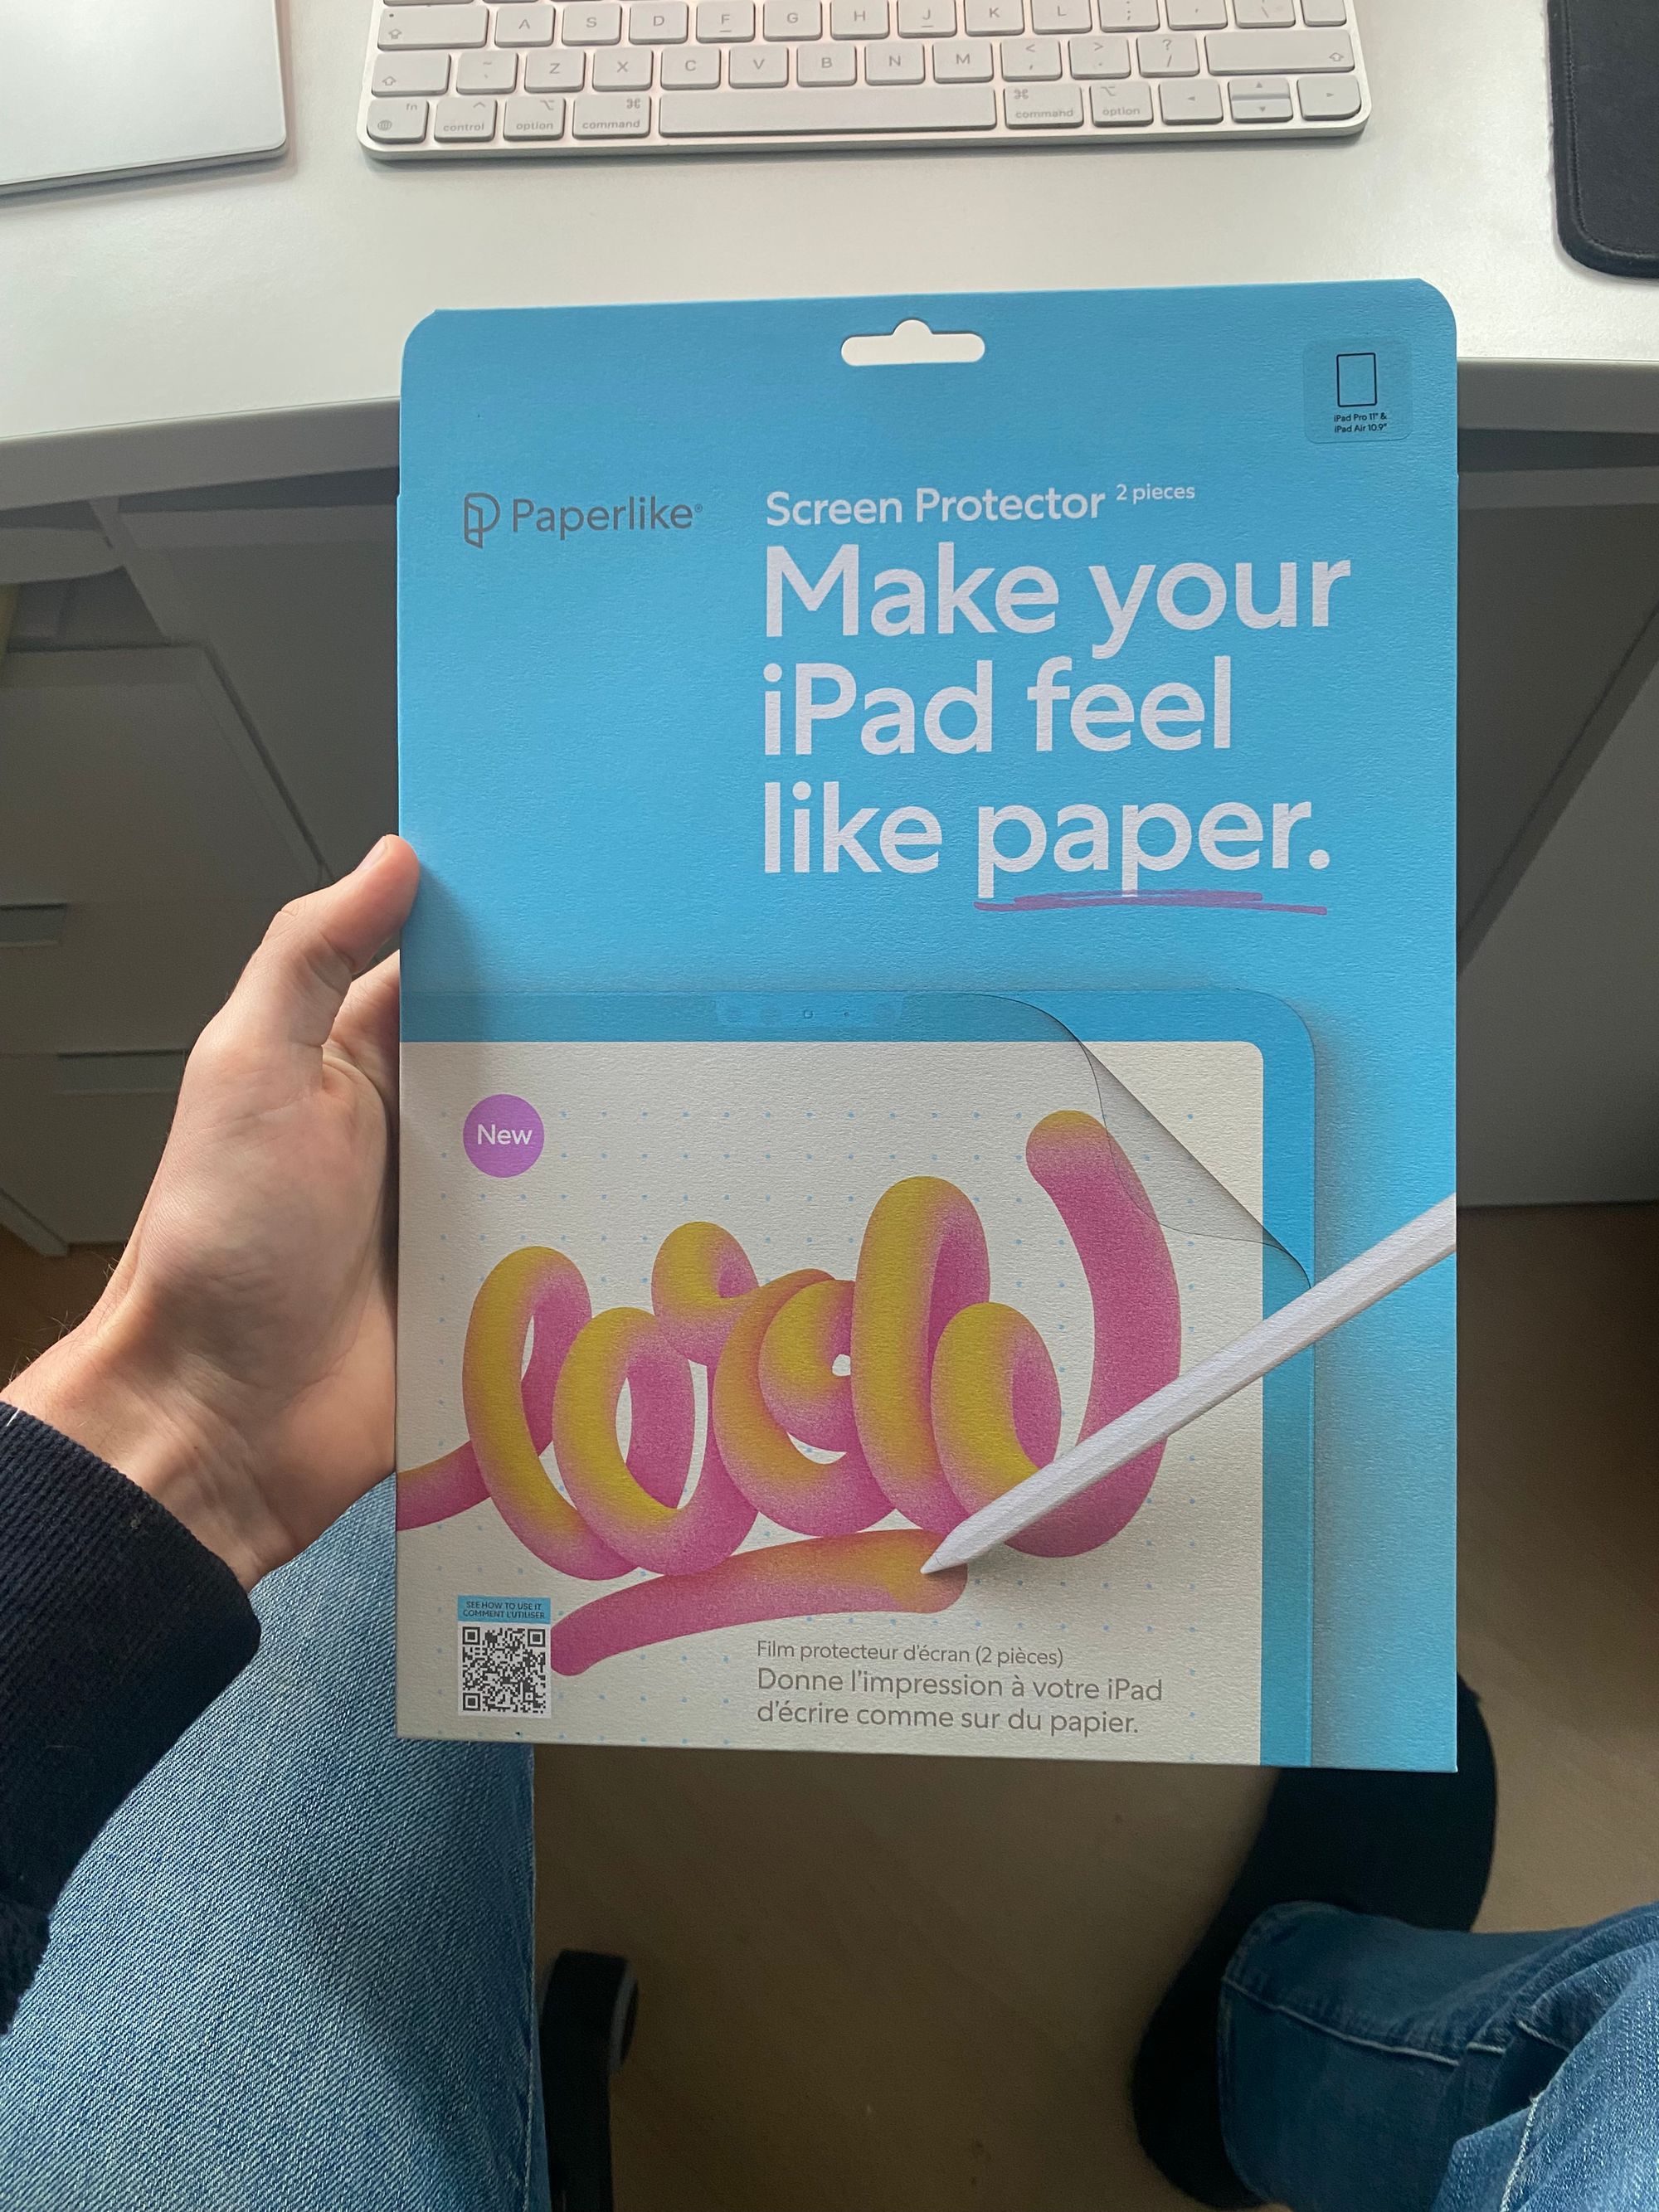 A S D F G H J K L ; '
~ Z X C V B N M < , > . ? /
fn control option command command option
iPad Pro 11" &
iPad Air 10.9"
Paperlike®
Screen Protector 2 pieces
Make your
iPad feel
like paper.
New
SEE HOW TO USE IT
COMMENT L'UTILISER
Film protecteur d'écran (2 pièces)
Donne l'impression à votre iPad
d'écrire comme sur du papier.